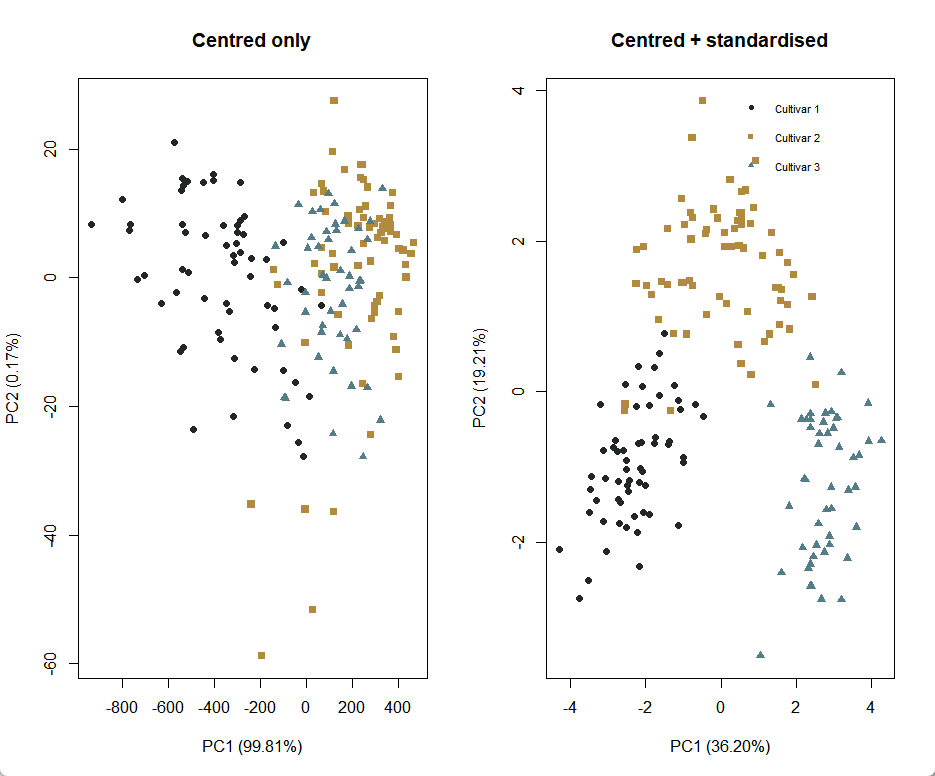 Centred only
20
0
-20
-40
-60
PC2 (0.17%)
-800 -600 -400 -200 0 200 400
PC1 (99.81%)
Centred + standardised
Cultivar 1
Cultivar 2
Cultivar 3
4
2
0
-2
PC2 (19.21%)
-4 -2 0 2 4
PC1 (36.20%)